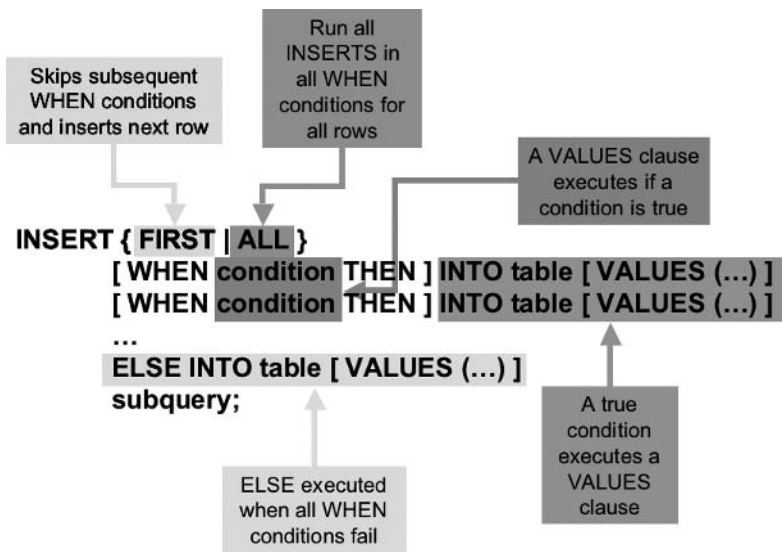 Skips subsequent
WHEN conditions
and inserts next row
Run all
INSERTS in
all WHEN
conditions for
all rows
A VALUES clause
executes if a
condition is true
INSERT { FIRST | ALL }
[ WHEN condition THEN ] INTO table [ VALUES (...) ]
[ WHEN condition THEN ] INTO table [ VALUES (...) ]
...
ELSE INTO table [ VALUES (...) ]
subquery;
ELSE executed
when all WHEN
conditions fail
A true
condition
executes a
VALUES
clause